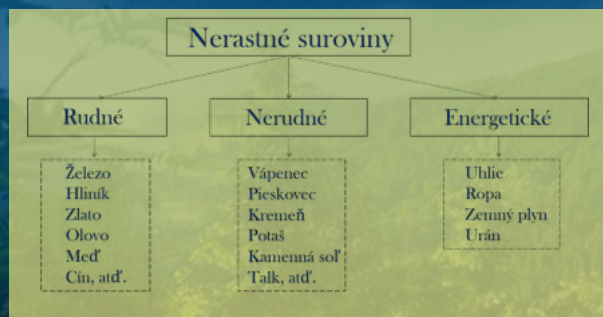 Nerastné suroviny
Rudné
Nerudné
Energetické
Železo
Hliník
Zlato
Olovo
Meď
Cín, atď.
Vápenec
Pieskovec
Kremeň
Potaš
Kamenná soľ
Talk, atď.
Uhlie
Ropa
Zemný plyn
Urán